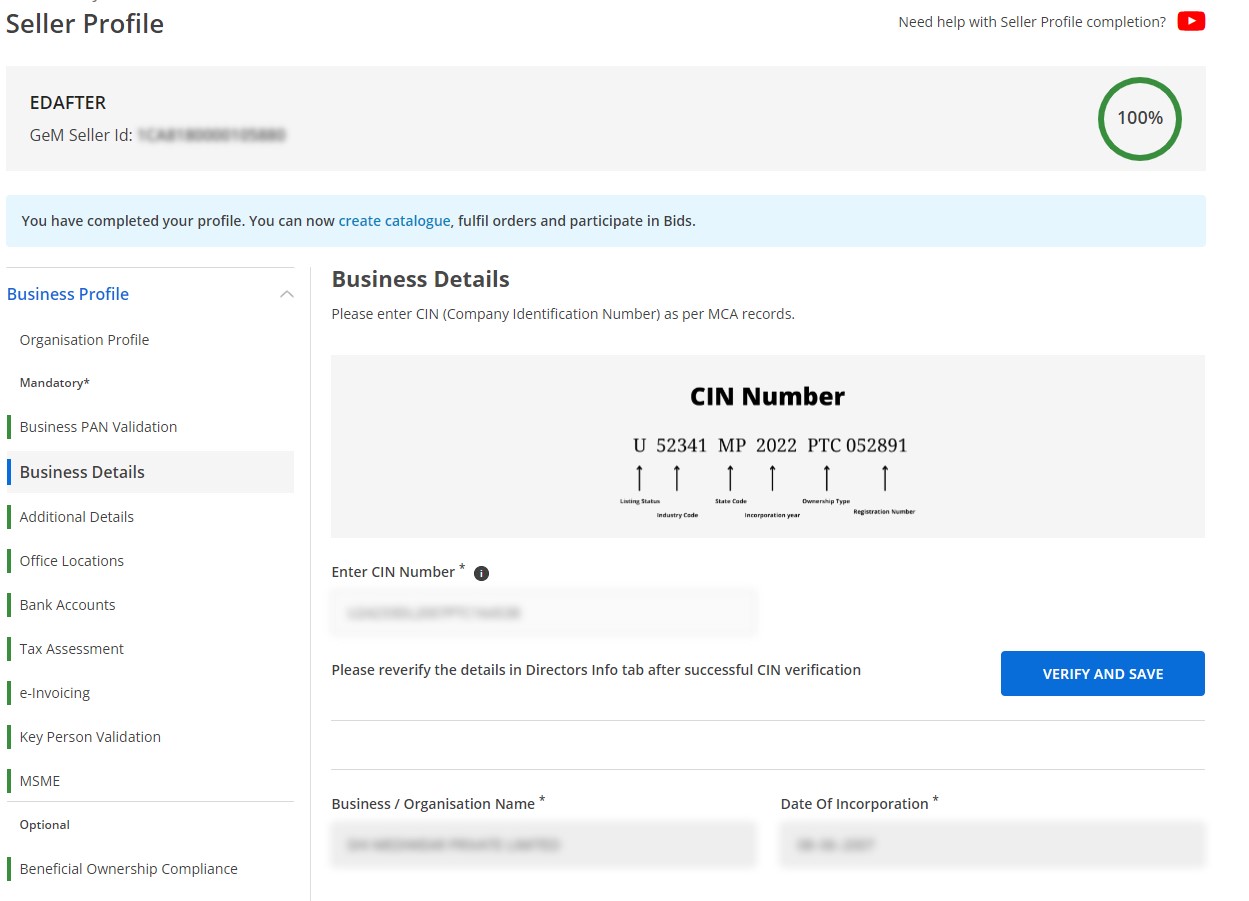 Seller Profile
Need help with Seller Profile completion?
EDAFTER
GeM Seller Id:
100%
You have completed your profile. You can now create catalogue, fulfil orders and participate in Bids.
Business Profile
Organisation Profile
Mandatory*
Business PAN Validation
Business Details
Additional Details
Office Locations
Bank Accounts
Tax Assessment
e-Invoicing
Key Person Validation
MSME
Optional
Beneficial Ownership Compliance
Business Details
Please enter CIN (Company Identification Number) as per MCA records.
CIN Number
U 52341 MP 2022 PTC 052891
Listing Status State Code Ownership Type
Industry Code Incorporation year Registration Number
Enter CIN Number *
Please reverify the details in Directors Info tab after successful CIN verification
VERIFY AND SAVE
Business / Organisation Name *
Date Of Incorporation *